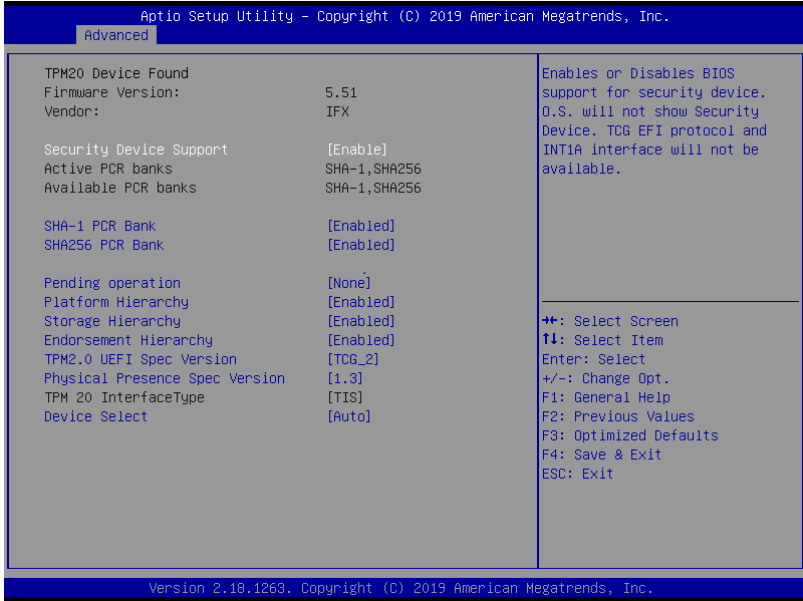 Aptio Setup Utility – Copyright (C) 2019 American Megatrends, Inc.
Advanced
TPM20 Device Found
Firmware Version: 5.51
Vendor: IFX
Security Device Support [Enable]
Active PCR banks SHA-1,SHA256
Available PCR banks SHA-1,SHA256
SHA-1 PCR Bank [Enabled]
SHA256 PCR Bank [Enabled]
Pending operation [None]
Platform Hierarchy [Enabled]
Storage Hierarchy [Enabled]
Endorsement Hierarchy [Enabled]
TPM2.0 UEFI Spec Version [TCG_2]
Physical Presence Spec Version [1.3]
TPM 20 InterfaceType [TIS]
Device Select [Auto]
Enables or Disables BIOS
support for security device.
O.S. will not show Security
Device. TCG EFI protocol and
INT1A interface will not be
available.
→←: Select Screen
↑↓: Select Item
Enter: Select
+/-: Change Opt.
F1: General Help
F2: Previous Values
F3: Optimized Defaults
F4: Save & Exit
ESC: Exit
Version 2.18.1263. Copyright (C) 2019 American Megatrends, Inc.